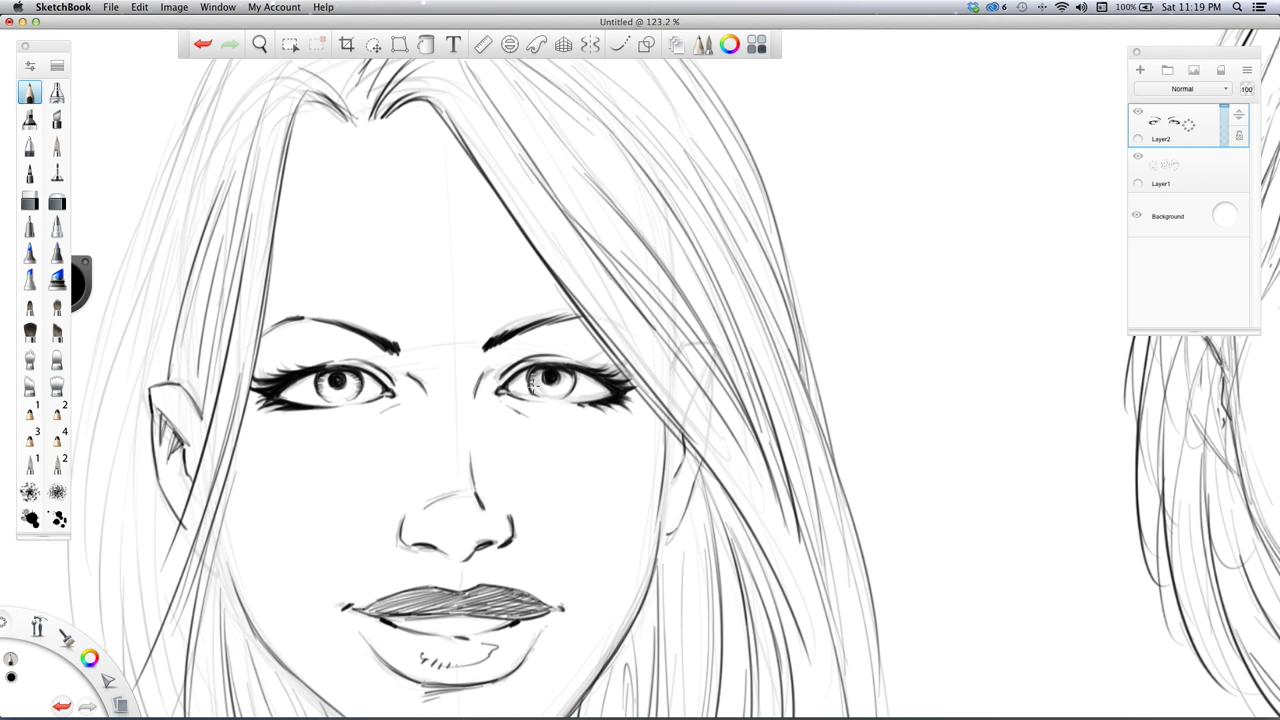 SketchBook File Edit Image Window My Account Help 6 100% Sat 11:19 PM
Untitled @ 123.2 %
T
Normal 100
Layer2
Layer1
Background
1 2
3 4
1 2